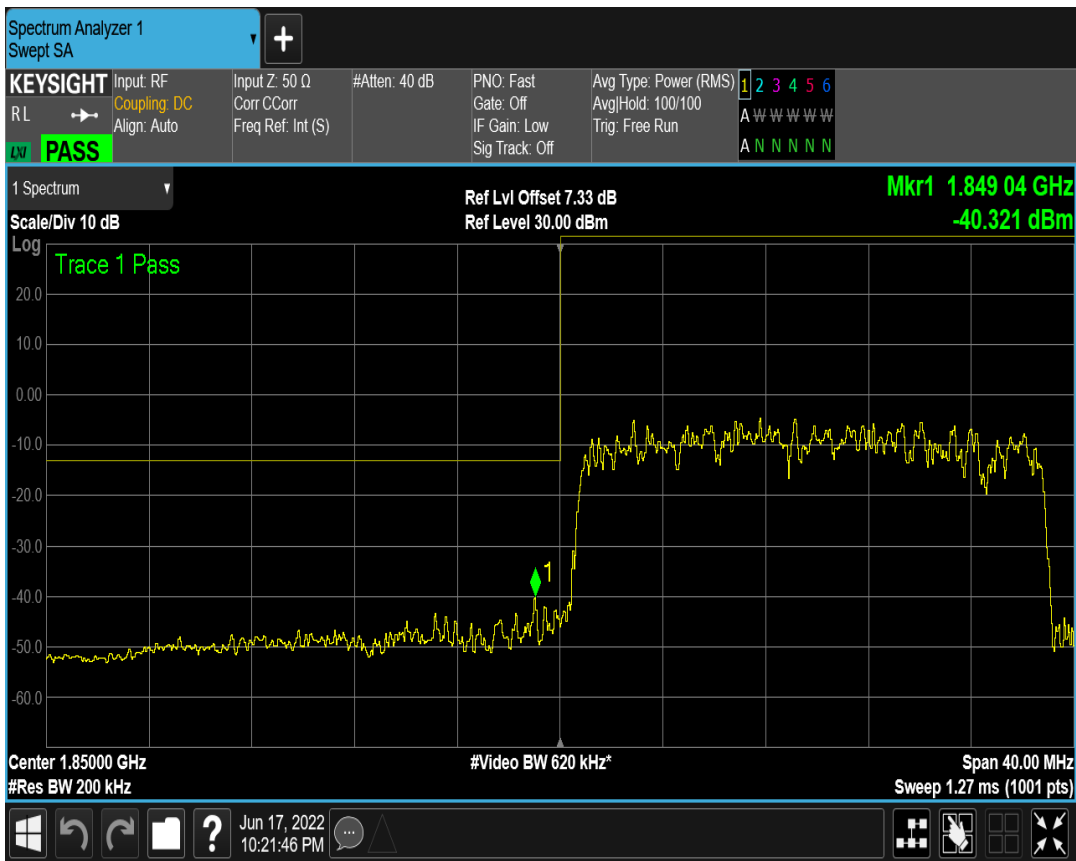 Spectrum Analyzer 1
Swept SA
+
KEYSIGHT
RL
LXI
PASS
Input: RF
Coupling: DC
Align: Auto
Input Z: 50 Ω
Corr CCorr
Freq Ref: Int (S)
#Atten: 40 dB
PNO: Fast
Gate: Off
IF Gain: Low
Sig Track: Off
Avg Type: Power (RMS)
Avg|Hold: 100/100
Trig: Free Run
1 2 3 4 5 6
A W W W W W
A N N N N N
1 Spectrum
Scale/Div 10 dB
Ref Lvl Offset 7.33 dB
Ref Level 30.00 dBm
Mkr1 1.849 04 GHz
-40.321 dBm
Log
Trace 1 Pass
20.0
10.0
0.00
-10.0
-20.0
-30.0
1
-40.0
-50.0
-60.0
Center 1.85000 GHz
#Res BW 200 kHz
#Video BW 620 kHz*
Span 40.00 MHz
Sweep 1.27 ms (1001 pts)
?
Jun 17, 2022
10:21:46 PM